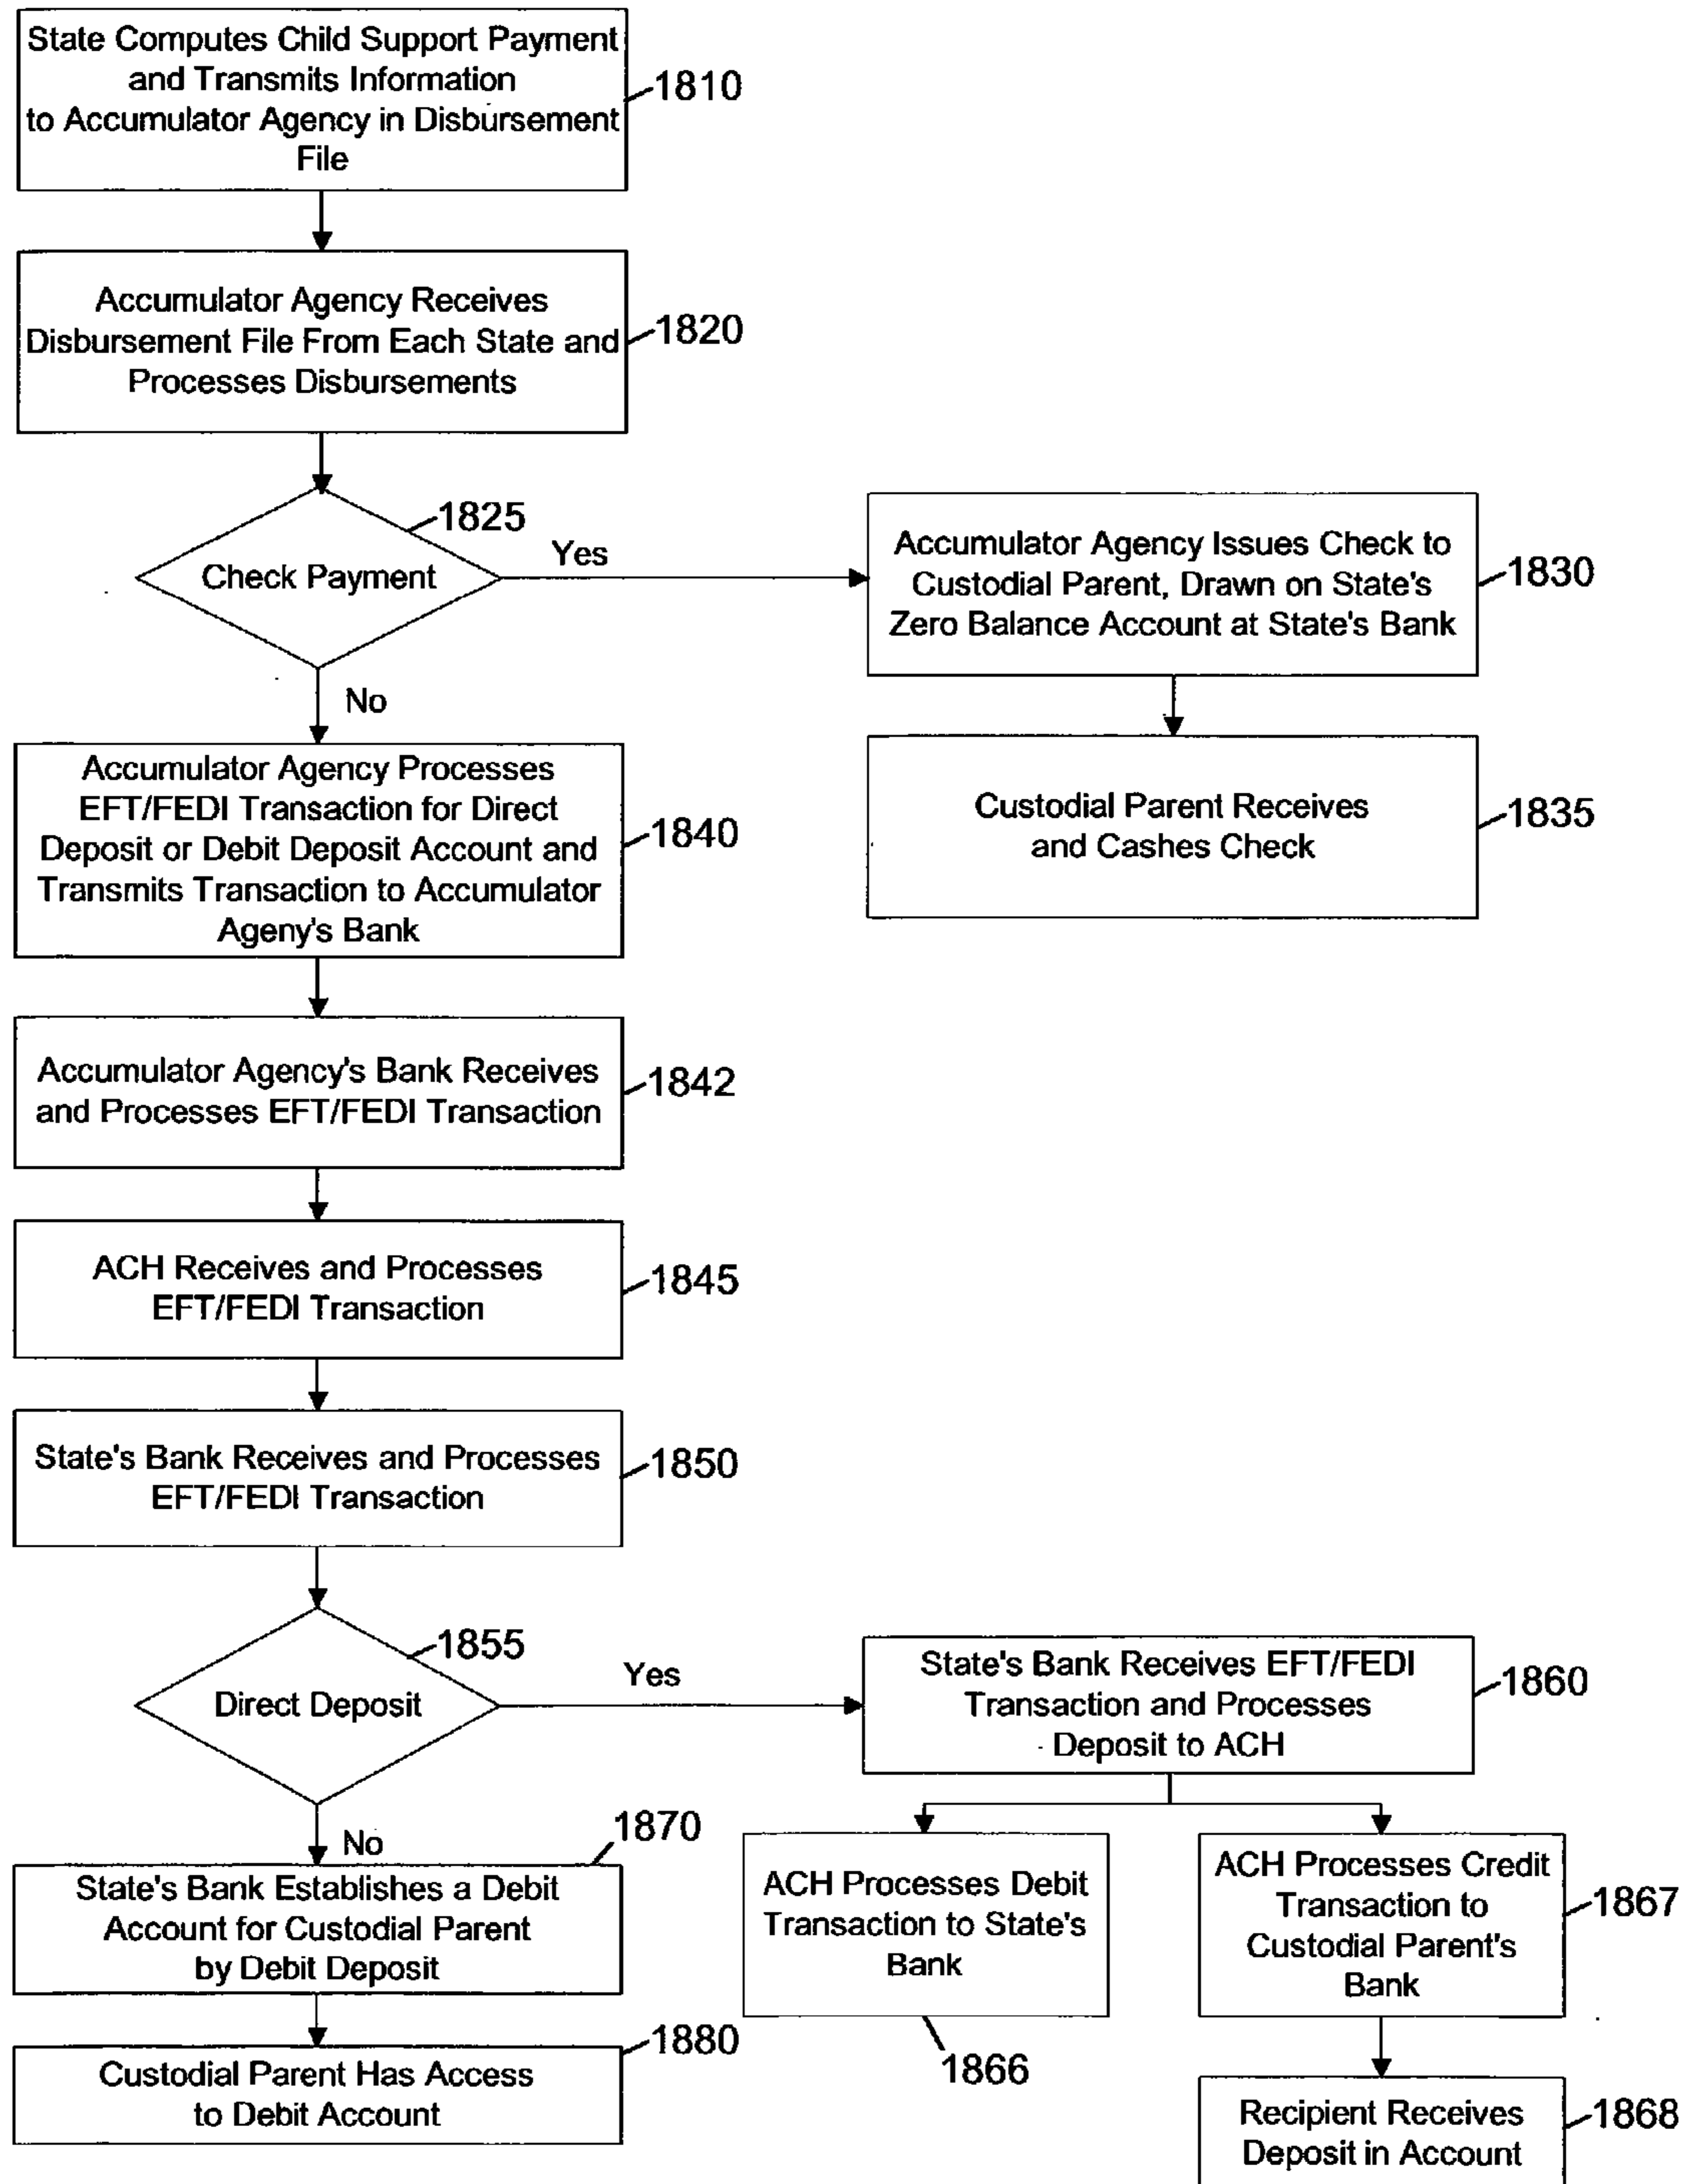 State Computes Child Support Payment
and Transmits Information
to Accumulator Agency in Disbursement
File
1810
Accumulator Agency Receives
Disbursement File From Each State and
Processes Disbursements
1820
1825
Check Payment
Yes
Accumulator Agency Issues Check to
Custodial Parent, Drawn on State's
Zero Balance Account at State's Bank
1830
No
Custodial Parent Receives
and Cashes Check
1835
Accumulator Agency Processes
EFT/FEDI Transaction for Direct
Deposit or Debit Deposit Account and
Transmits Transaction to Accumulator
Ageny's Bank
1840
Accumulator Agency's Bank Receives
and Processes EFT/FEDI Transaction
1842
ACH Receives and Processes
EFT/FEDI Transaction
1845
State's Bank Receives and Processes
EFT/FEDI Transaction
1850
1855
Direct Deposit
Yes
State's Bank Receives EFT/FEDI
Transaction and Processes
Deposit to ACH
1860
No
1870
State's Bank Establishes a Debit
Account for Custodial Parent
by Debit Deposit
ACH Processes Debit
Transaction to State's
Bank
1866
ACH Processes Credit
Transaction to
Custodial Parent's
Bank
1867
1880
Custodial Parent Has Access
to Debit Account
Recipient Receives
Deposit in Account
1868